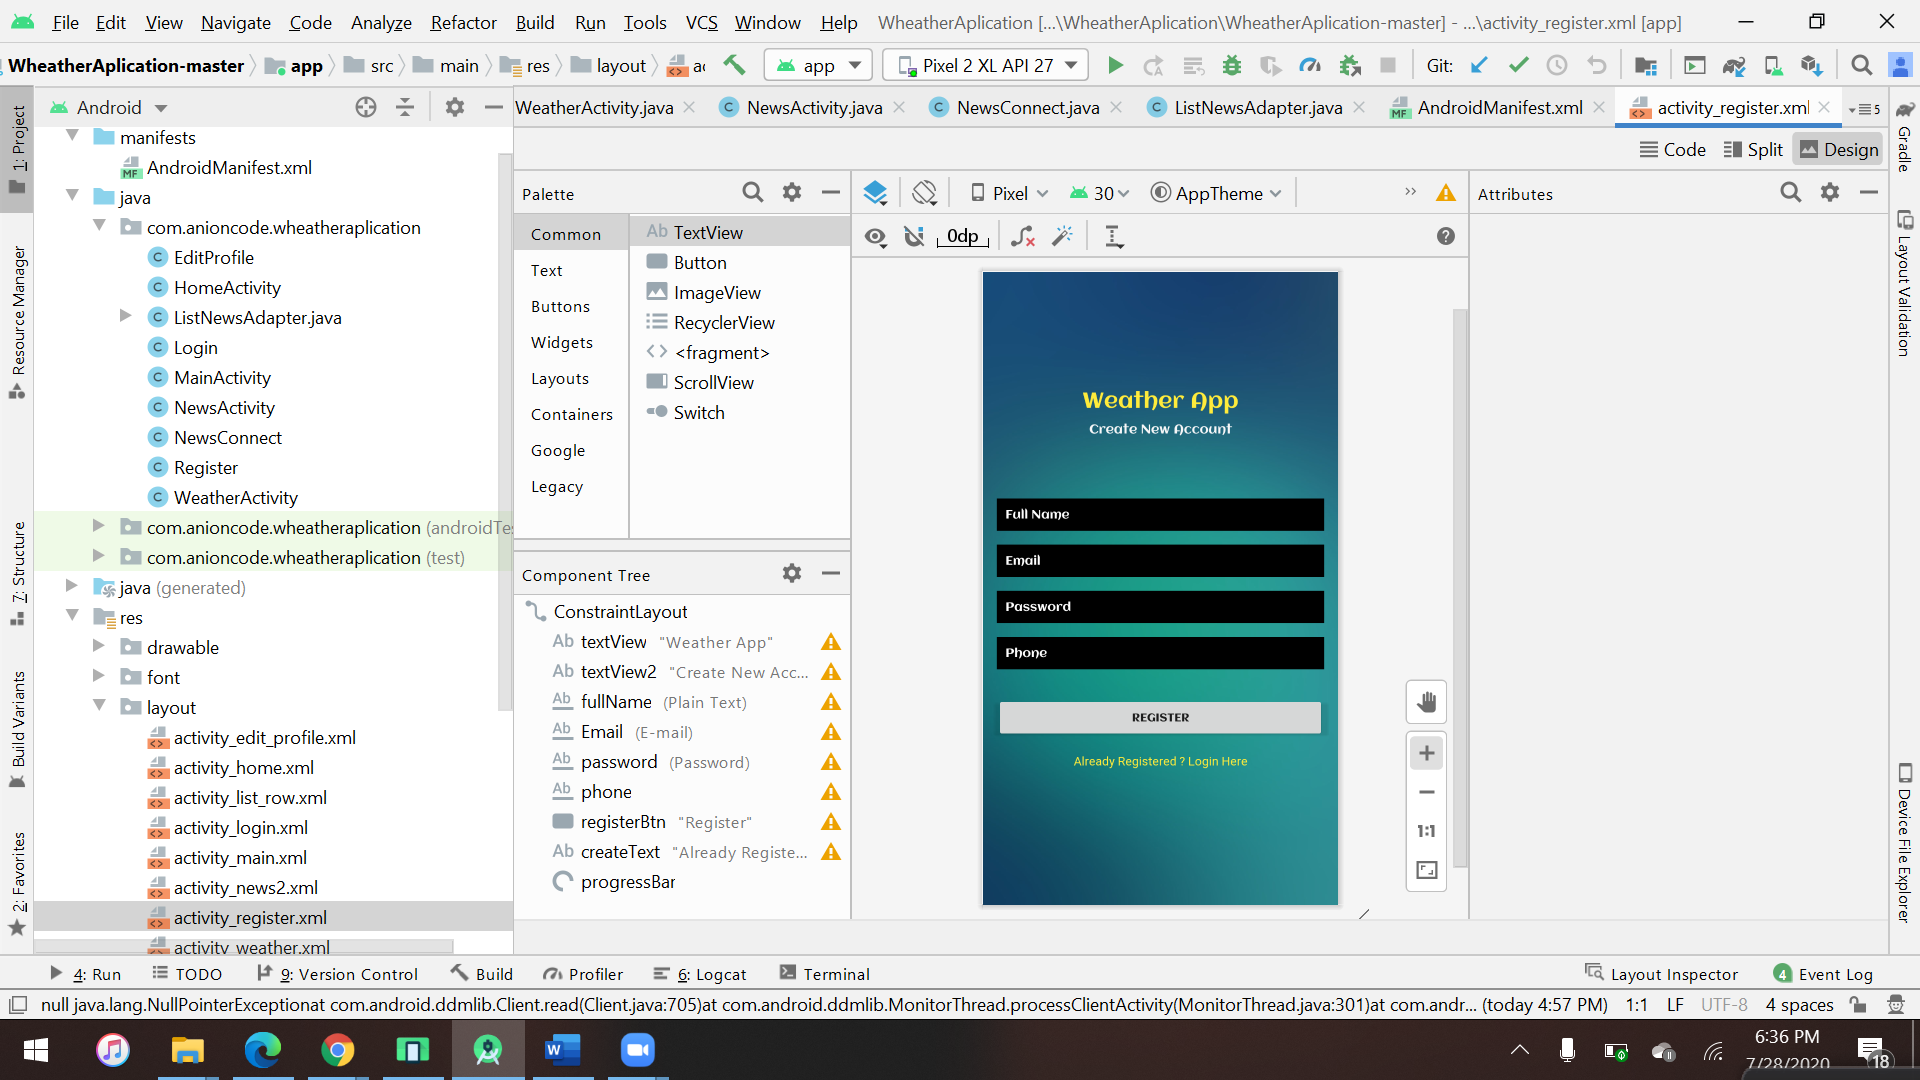 File Edit View Navigate Code Analyze Refactor Build Run Tools VCS Window Help WheatherAplication [...\WheatherAplication\WheatherAplication-master] - ...\activity_register.xml [app]
WheatherAplication-master app src main res layout ac app Pixel 2 XL API 27 Git:
Android WeatherActivity.java NewsActivity.java NewsConnect.java ListNewsAdapter.java AndroidManifest.xml activity_register.xml 5
Code Split Design
1: Project
Resource Manager
7: Structure
Build Variants
2: Favorites
manifests
AndroidManifest.xml
java
com.anioncode.wheatheraplication
EditProfile
HomeActivity
ListNewsAdapter.java
Login
MainActivity
NewsActivity
NewsConnect
Register
WeatherActivity
com.anioncode.wheatheraplication (androidTes
com.anioncode.wheatheraplication (test)
java (generated)
res
drawable
font
layout
activity_edit_profile.xml
activity_home.xml
activity_list_row.xml
activity_login.xml
activity_main.xml
activity_news2.xml
activity_register.xml
activity_weather.xml
Palette
Common
Text
Buttons
Widgets
Layouts
Containers
Google
Legacy
Ab TextView
Button
ImageView
RecyclerView
<fragment>
ScrollView
Switch
Component Tree
ConstraintLayout
Ab textView "Weather App"
Ab textView2 "Create New Acc...
Ab fullName (Plain Text)
Ab Email (E-mail)
Ab password (Password)
Ab phone
registerBtn "Register"
Ab createText "Already Registe...
progressBar
Pixel 30 AppTheme
0dp
Weather App
Create New Account
Full Name
Email
Password
Phone
REGISTER
Already Registered ? Login Here
1:1
Attributes
Gradle
Layout Validation
Device File Explorer
4: Run TODO 9: Version Control Build Profiler 6: Logcat Terminal Layout Inspector 4 Event Log
null java.lang.NullPointerExceptionat com.android.ddmlib.Client.read(Client.java:705)at com.android.ddmlib.MonitorThread.processClientActivity(MonitorThread.java:301)at com.andr... (today 4:57 PM) 1:1 LF UTF-8 4 spaces
6:36 PM
7/28/2020
18